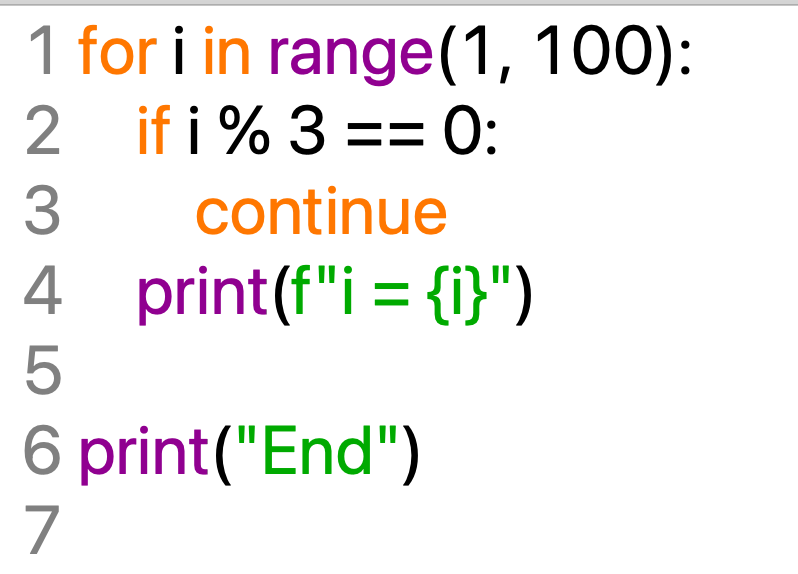 1 for i in range(1, 100):
2     if i % 3 == 0:
3         continue
4     print(f"i = {i}")
5
6 print("End")
7